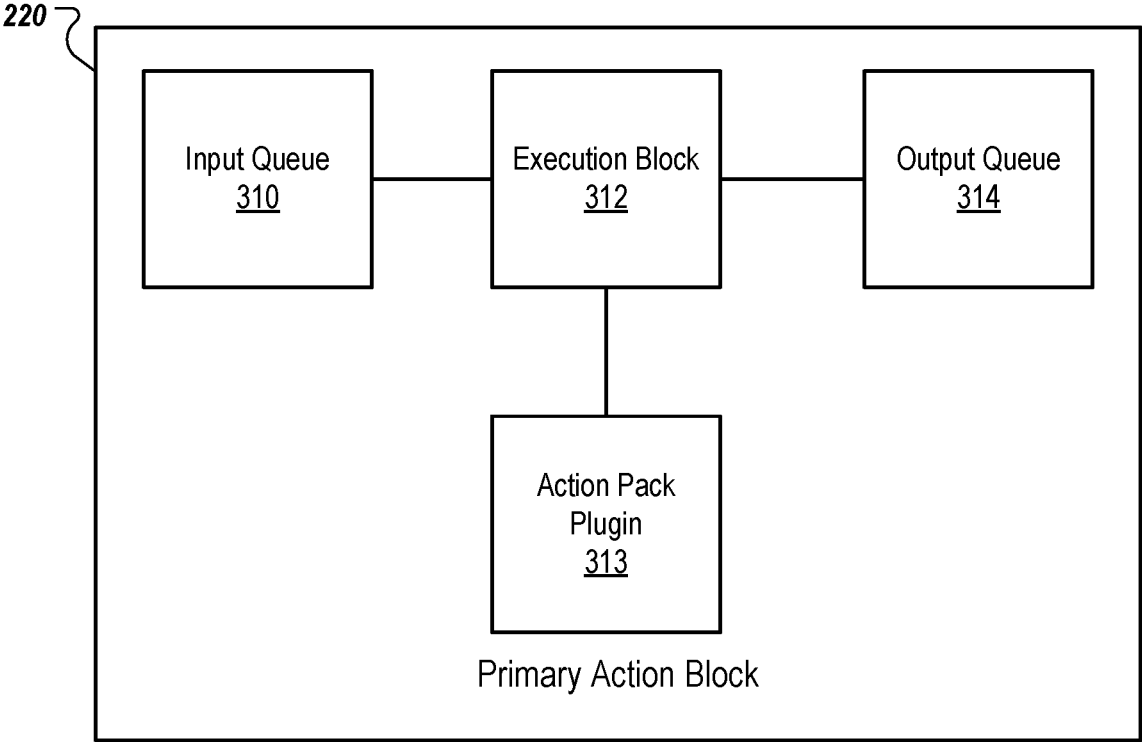 220
Input Queue
310
Execution Block
312
Output Queue
314
Action Pack
Plugin
313
Primary Action Block